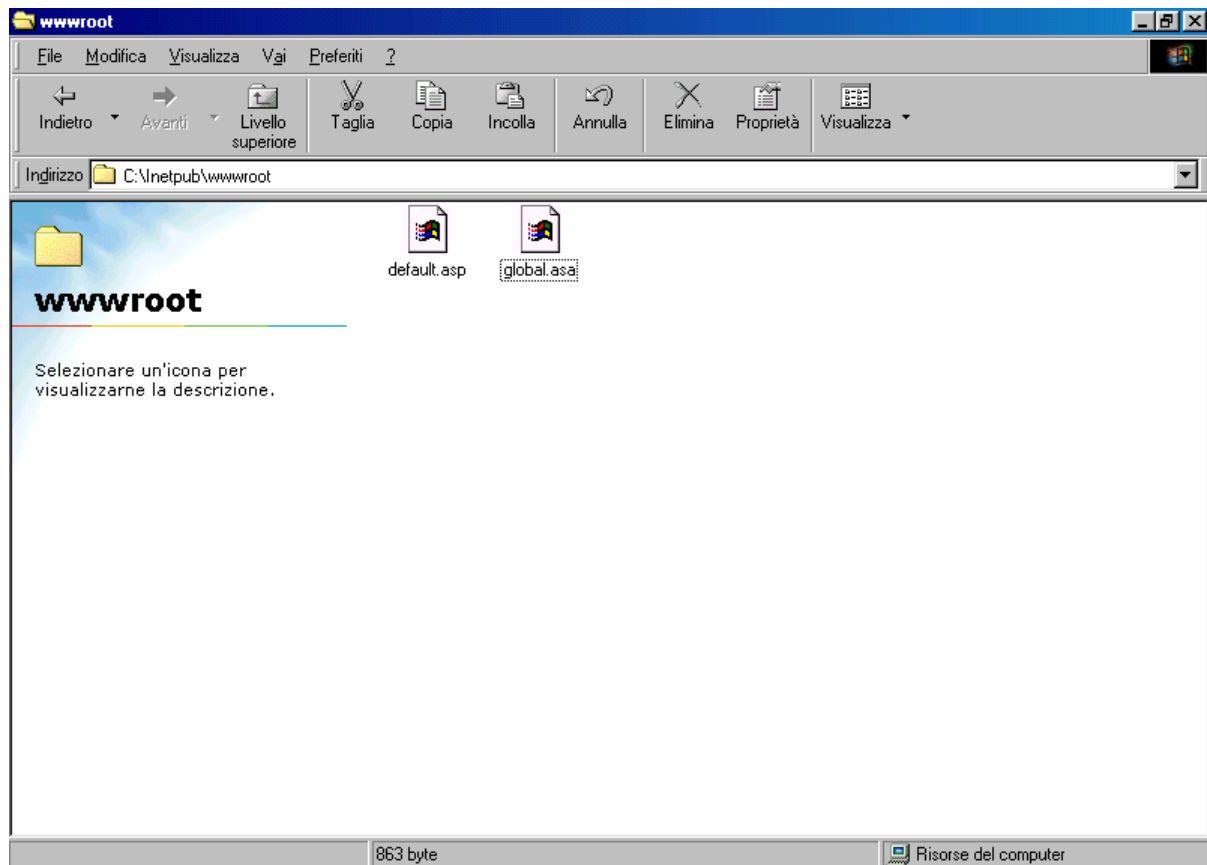 wwwroot
File Modifica Visualizza Vai Preferiti ?
Indietro Avanti Livello superiore Taglia Copia Incolla Annulla Elimina Proprietà Visualizza
Indirizzo C:\Inetpub\wwwroot
default.asp global.asa
wwwroot
Selezionare un'icona per
visualizzarne la descrizione.
863 byte Risorse del computer